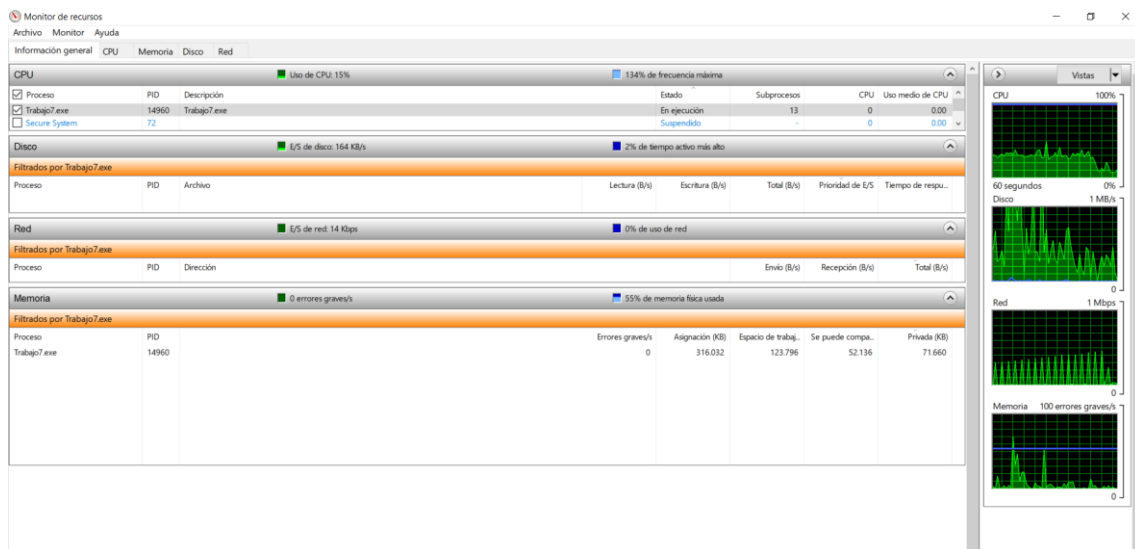 Monitor de recursos
Archivo Monitor Ayuda
Información general CPU Memoria Disco Red
CPU Uso de CPU: 15% 134% de frecuencia máxima
Proceso PID Descripción Estado Subprocesos CPU Uso medio de CPU
Trabajo7.exe 14960 Trabajo7.exe En ejecución 13 0 0.00
Secure System 72 Suspendido - 0 0.00
Disco E/S de disco: 164 KB/s 2% de tiempo activo más alto
Filtrados por Trabajo7.exe
Proceso PID Archivo Lectura (B/s) Escritura (B/s) Total (B/s) Prioridad de E/S Tiempo de respu...
Red E/S de red: 14 Kbps 0% de uso de red
Filtrados por Trabajo7.exe
Proceso PID Dirección Envío (B/s) Recepción (B/s) Total (B/s)
Memoria 0 errores graves/s 55% de memoria física usada
Filtrados por Trabajo7.exe
Proceso PID Errores graves/s Asignación (KB) Espacio de trabaj... Se puede compa... Privada (KB)
Trabajo7.exe 14960 0 316.032 123.796 52.136 71.660
Vistas
CPU 100%
60 segundos 0%
Disco 1 MB/s
0
Red 1 Mbps
0
Memoria 100 errores graves/s
0